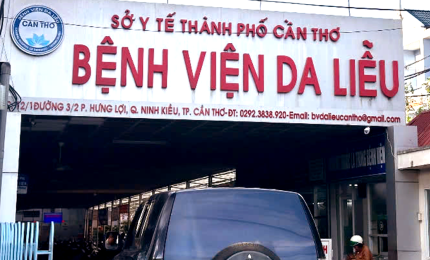 SỞ Y TẾ THÀNH PHỐ CẦN THƠ
CẦN THƠ
BỆNH VIỆN DA LIỄU
12/1 ĐƯỜNG 3/2 P. HƯNG LỢI, Q. NINH KIỀU, TP. CẦN THƠ-ĐT: 0292.3838.920-Email: bvdalieucantho@gmail.com